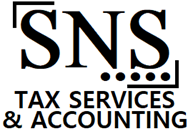 SNS
TAX SERVICES
& ACCOUNTING